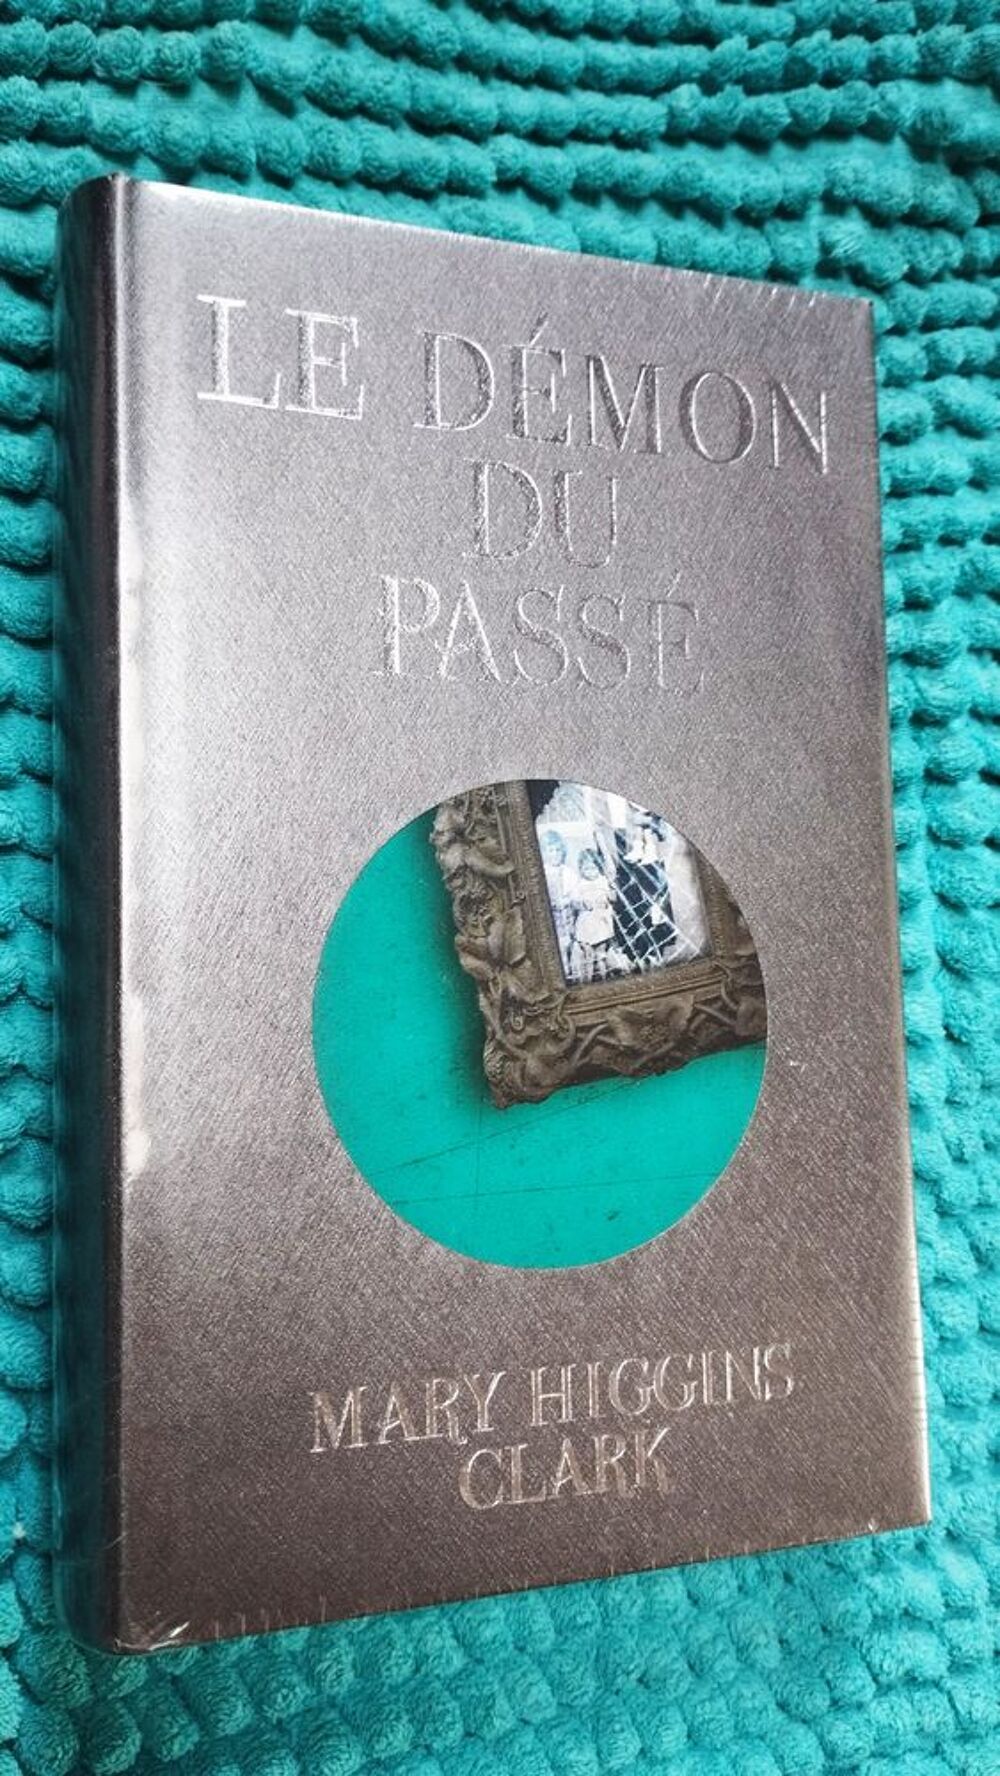 LE DÉMON
DU
PASSÉ
MARY HIGGINS
CLARK